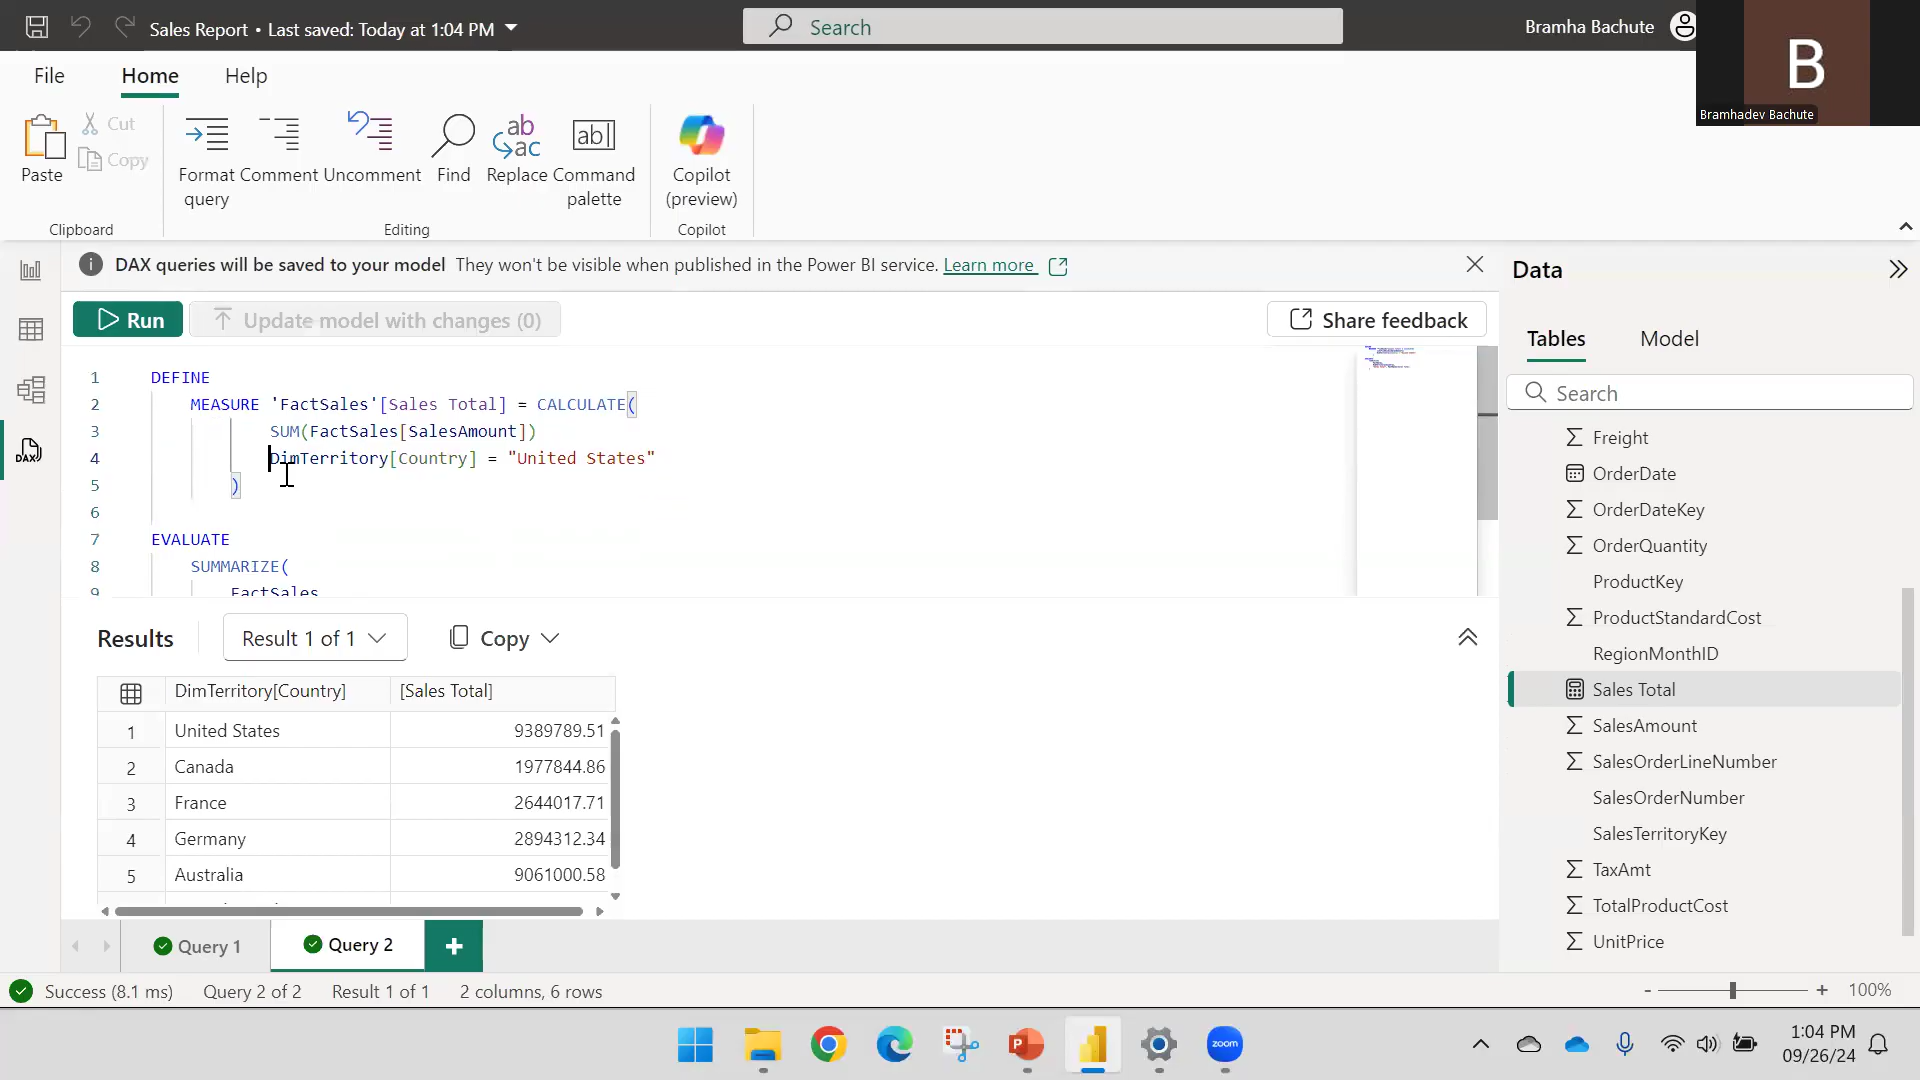 Sales Report • Last saved: Today at 1:04 PM
Search
Bramha Bachute
B
Bramhadev Bachute
File
Home
Help
Paste
Cut
Copy
Clipboard
Format query
Comment
Uncomment
Find
Replace
Command palette
Editing
Copilot (preview)
Copilot
DAX queries will be saved to your model They won't be visible when published in the Power BI service. Learn more
Run
Update model with changes (0)
Share feedback
DAX
1 DEFINE
2 MEASURE 'FactSales'[Sales Total] = CALCULATE(
3 SUM(FactSales[SalesAmount])
4 DimTerritory[Country] = "United States"
5 )
6
7 EVALUATE
8 SUMMARIZE(
9 FactSales
Results
Result 1 of 1
Copy
DimTerritory[Country] [Sales Total]
1 United States 9389789.51
2 Canada 1977844.86
3 France 2644017.71
4 Germany 2894312.34
5 Australia 9061000.58
Query 1
Query 2
+
Success (8.1 ms)
Query 2 of 2
Result 1 of 1
2 columns, 6 rows
Data
Tables
Model
Search
Freight
OrderDate
OrderDateKey
OrderQuantity
ProductKey
ProductStandardCost
RegionMonthID
Sales Total
SalesAmount
SalesOrderLineNumber
SalesOrderNumber
SalesTerritoryKey
TaxAmt
TotalProductCost
UnitPrice
- + 100%
zoom
1:04 PM
09/26/24